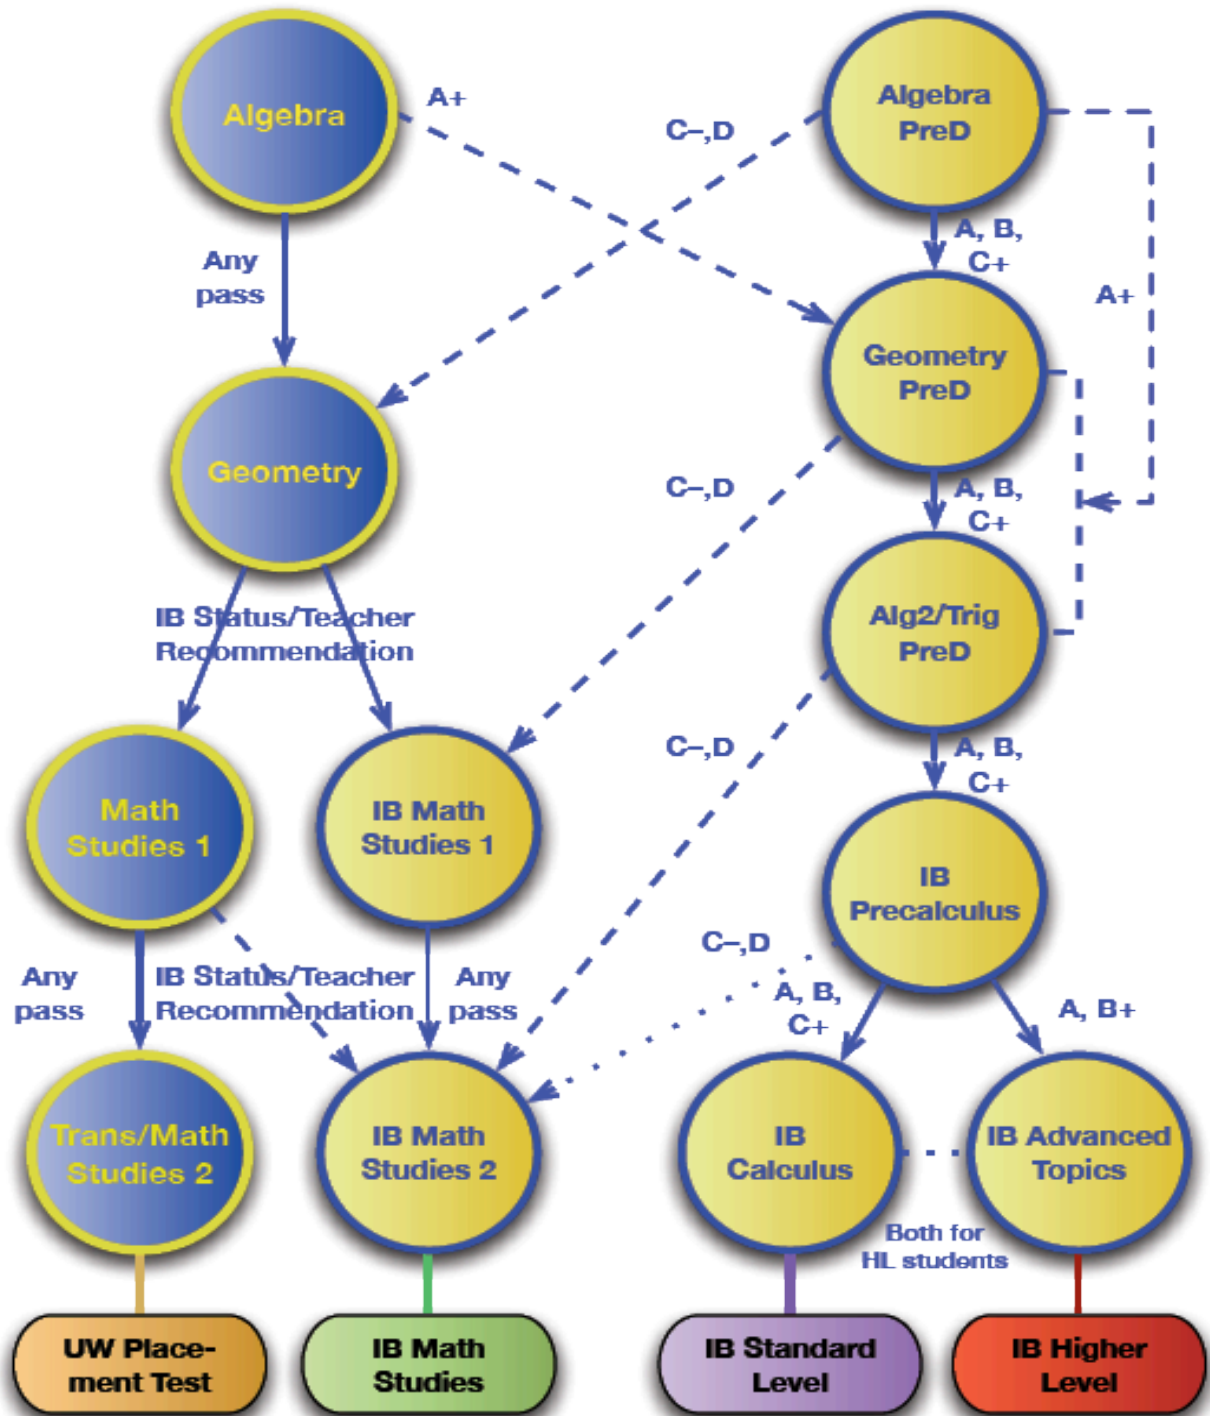 Algebra
A+
C–,D
Algebra
PreD
Any
pass
A, B,
C+
A+
Geometry
PreD
Geometry
C–,D
A, B,
C+
IB Status/Teacher
Recommendation
Alg2/Trig
PreD
C–,D
A, B,
C+
Math
Studies 1
IB Math
Studies 1
IB
Precalculus
Any
pass
IB Status/Teacher
Recommendation
Any
pass
C–,D
A, B,
C+
A, B+
Trans/Math
Studies 2
IB Math
Studies 2
IB
Calculus
IB Advanced
Topics
Both for
HL students
UW Place-
ment Test
IB Math
Studies
IB Standard
Level
IB Higher
Level